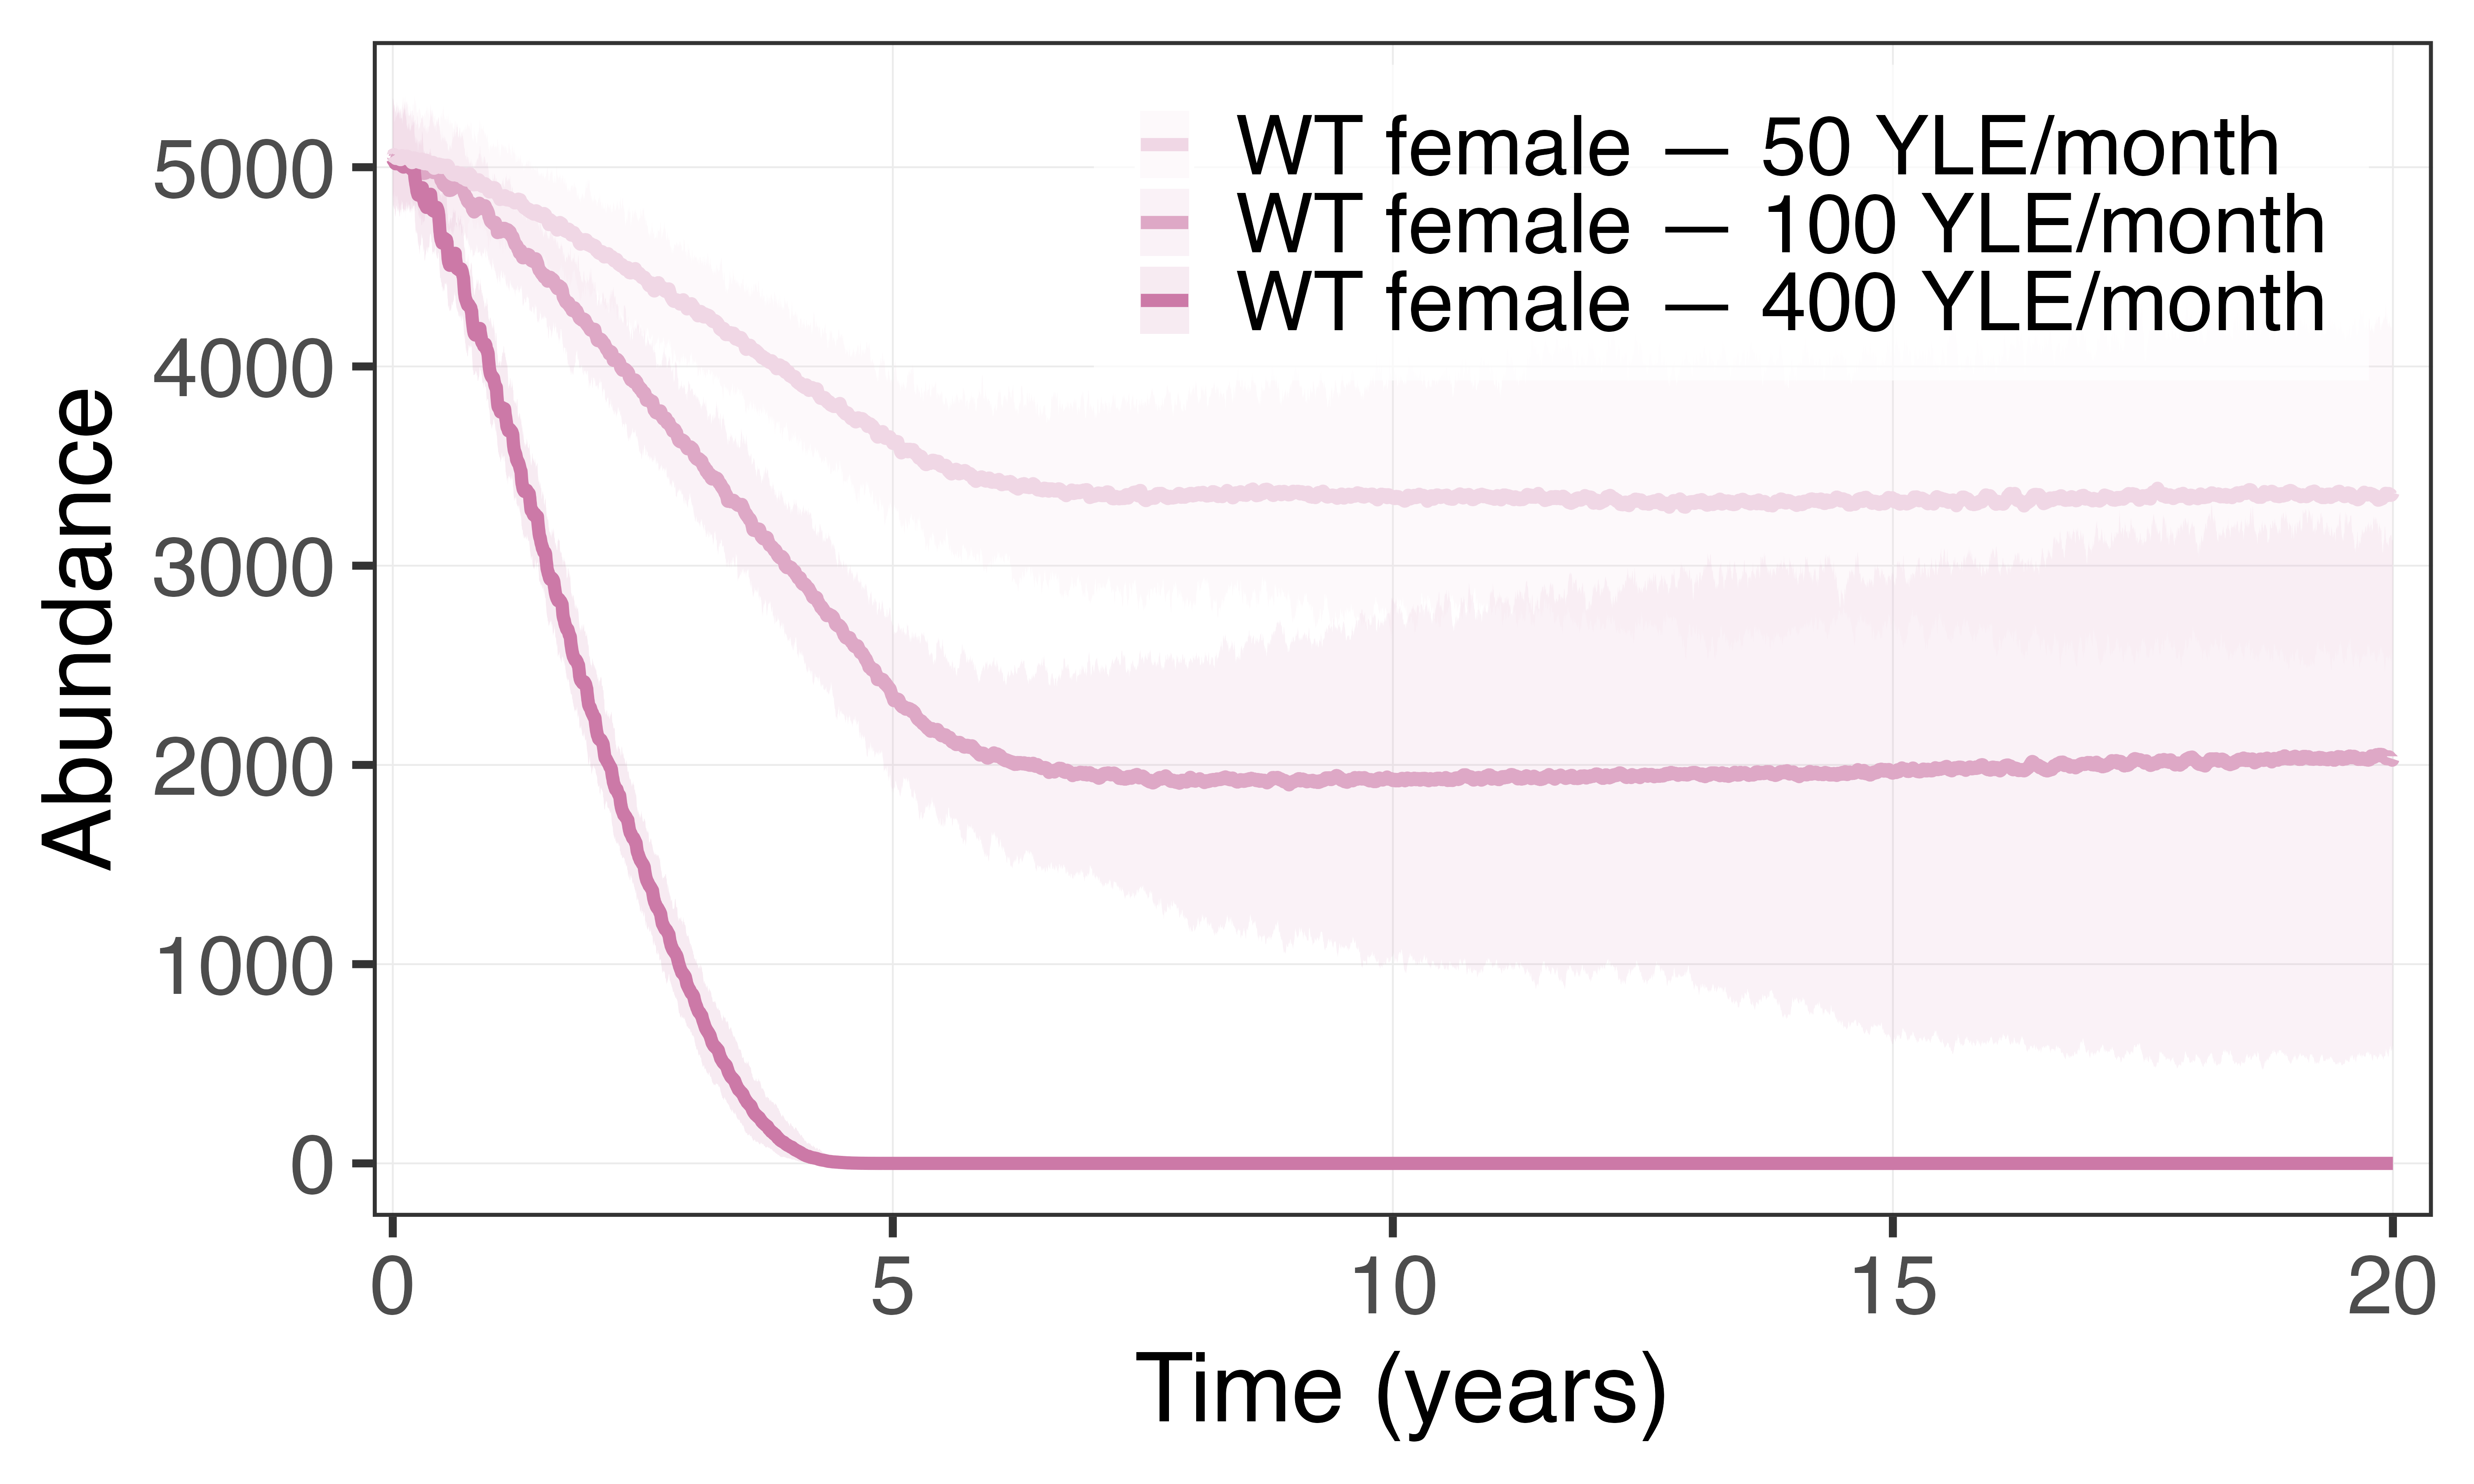 WT female — 50 YLE/month
WT female — 100 YLE/month
WT female — 400 YLE/month
Abundance
5000
4000
3000
2000
1000
0
0 5 10 15 20
Time (years)